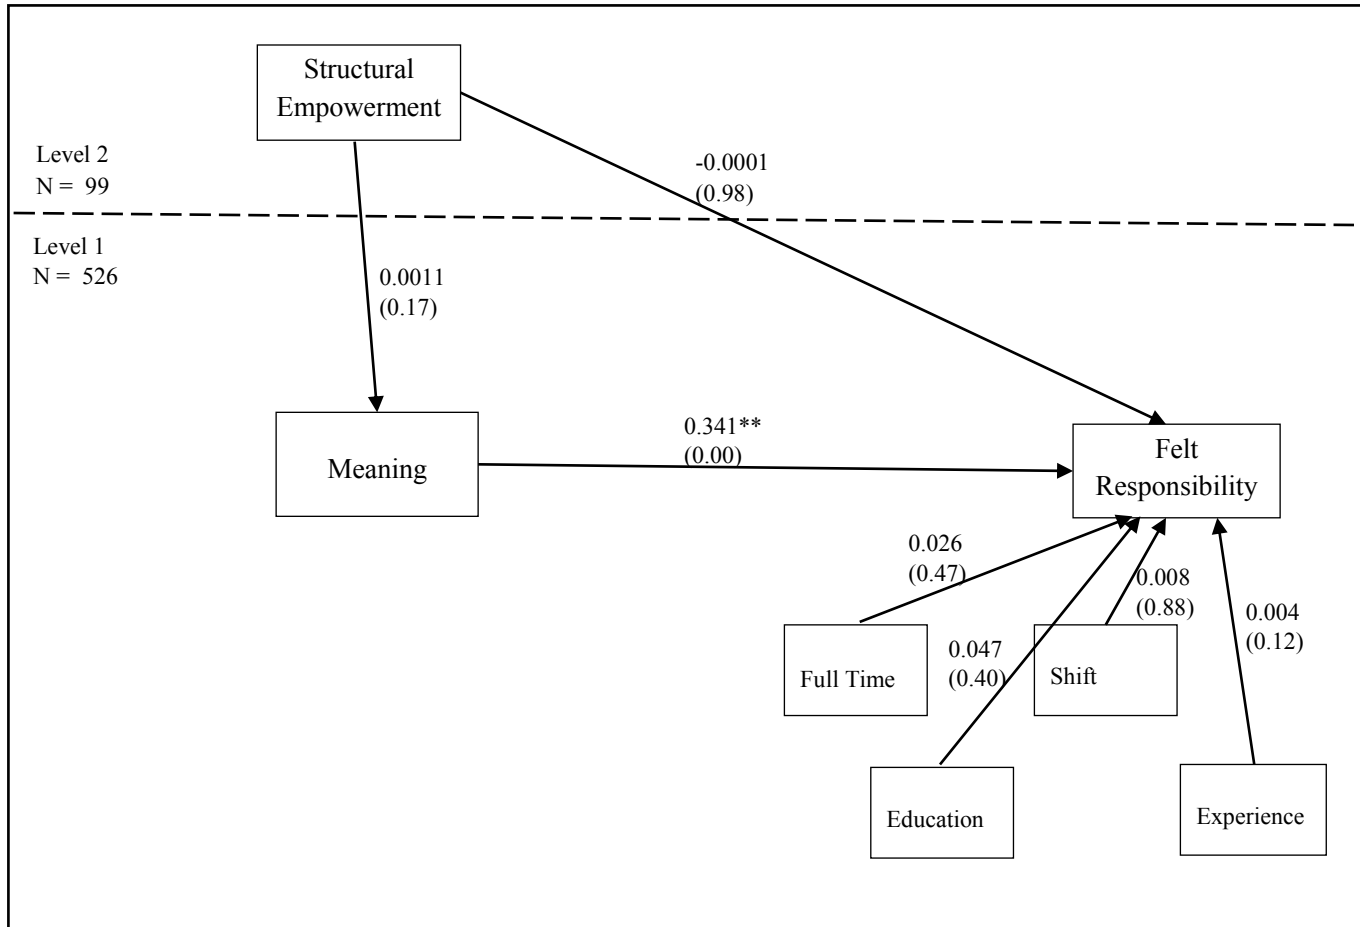 Structural
Empowerment
Level 2
N = 99
-0.0001
(0.98)
Level 1
N = 526
0.0011
(0.17)
Meaning
0.341**
(0.00)
Felt
Responsibility
0.026
(0.47)
0.008
(0.88)
0.004
(0.12)
0.047
(0.40)
Full Time
Shift
Education
Experience